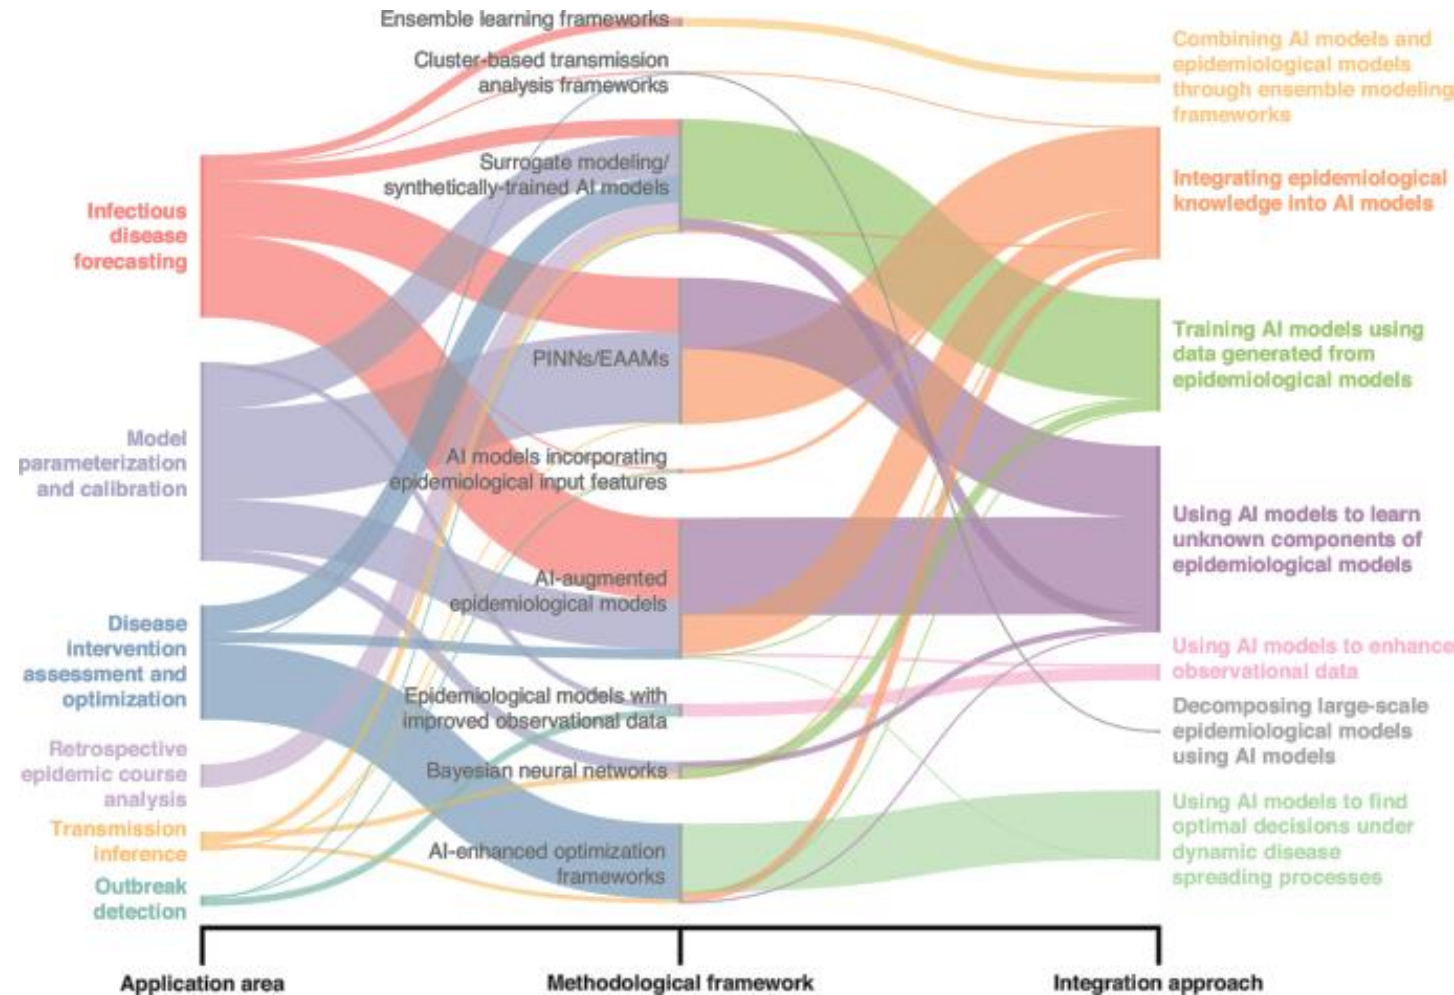 Ensemble learning frameworks
Cluster-based transmission
analysis frameworks
Surrogate modeling/
synthetically-trained AI models
PINNs/EAAMs
AI models incorporating
epidemiological input features
AI-augmented
epidemiological models
Epidemiological models with
improved observational data
Bayesian neural networks
AI-enhanced optimization
frameworks
Infectious
disease
forecasting
Model
parameterization
and calibration
Disease
intervention
assessment and
optimization
Retrospective
epidemic course
analysis
Transmission
inference
Outbreak
detection
Combining AI models and
epidemiological models
through ensemble modeling
frameworks
Integrating epidemiological
knowledge into AI models
Training AI models using
data generated from
epidemiological models
Using AI models to learn
unknown components of
epidemiological models
Using AI models to enhance
observational data
Decomposing large-scale
epidemiological models
using AI models
Using AI models to find
optimal decisions under
dynamic disease
spreading processes
Application area
Methodological framework
Integration approach